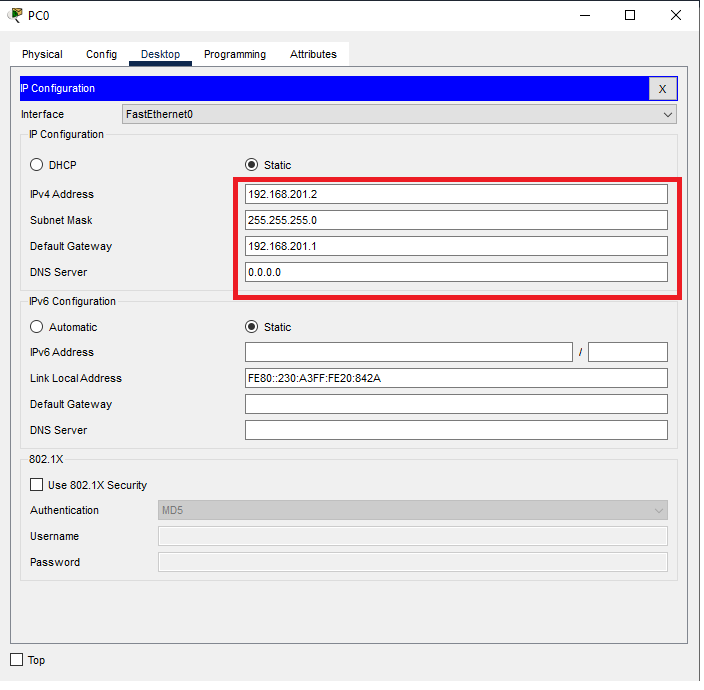 PC0
Physical Config Desktop Programming Attributes
IP Configuration X
Interface FastEthernet0
IP Configuration
DHCP Static
IPv4 Address 192.168.201.2
Subnet Mask 255.255.255.0
Default Gateway 192.168.201.1
DNS Server 0.0.0.0
IPv6 Configuration
Automatic Static
IPv6 Address /
Link Local Address FE80::230:A3FF:FE20:842A
Default Gateway
DNS Server
802.1X
Use 802.1X Security
Authentication MD5
Username
Password
Top